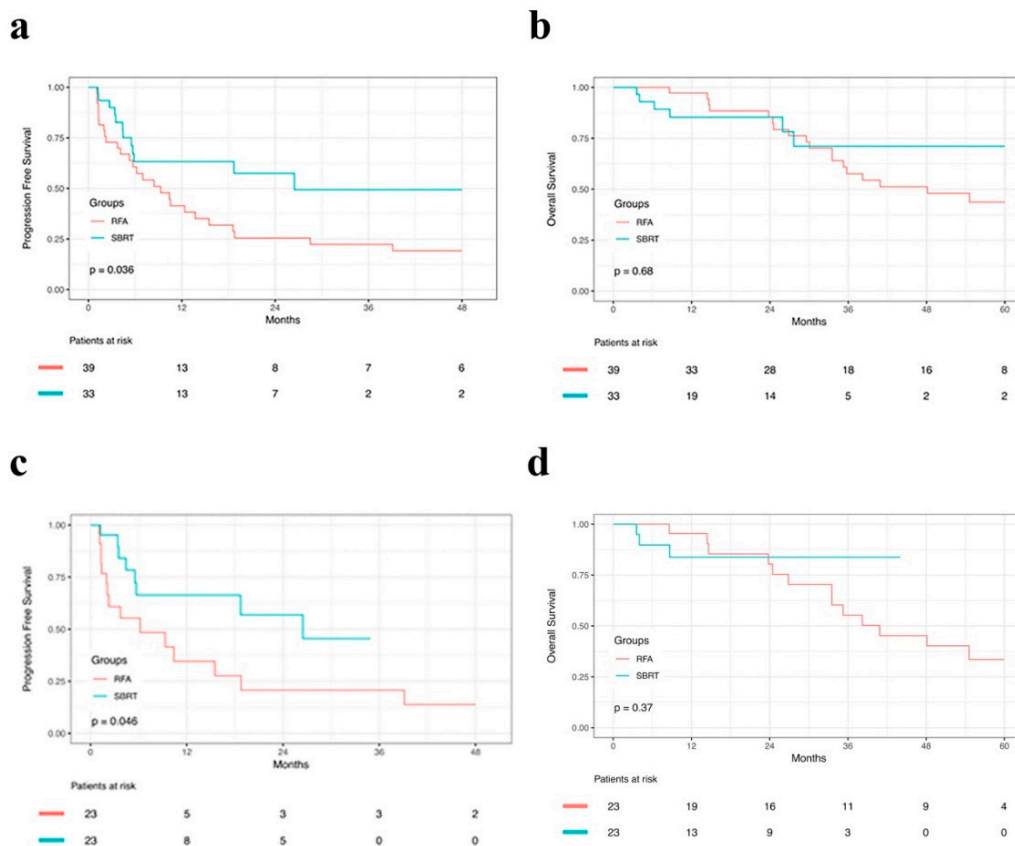 a
Progression Free Survival
1.00
0.75
0.50
0.25
0.00
Groups
RFA
SBRT
p = 0.036
0 12 24 36 48
Months
Patients at risk
39 13 8 7 6
33 13 7 2 2
b
Overall Survival
1.00
0.75
0.50
0.25
0.00
Groups
RFA
SBRT
p = 0.68
0 12 24 36 48 60
Months
Patients at risk
39 33 28 18 16 8
33 19 14 5 2 2
c
Progression Free Survival
1.00
0.75
0.50
0.25
0.00
Groups
RFA
SBRT
p = 0.046
0 12 24 36 48
Months
Patients at risk
23 5 3 3 2
23 8 5 0 0
d
Overall Survival
1.00
0.75
0.50
0.25
0.00
Groups
RFA
SBRT
p = 0.37
0 12 24 36 48 60
Months
Patients at risk
23 19 16 11 9 4
23 13 9 3 0 0